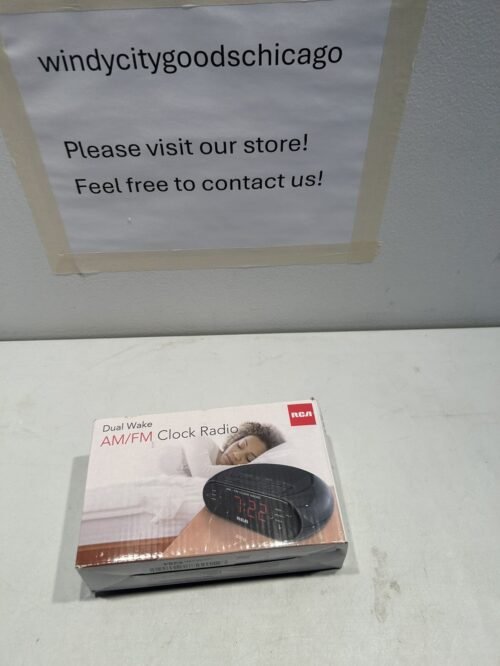 windycitygoodschicago
Please visit our store!
Feel free to contact us!
RCA
Dual Wake
AM/FM Clock Radio
7:22
RCA